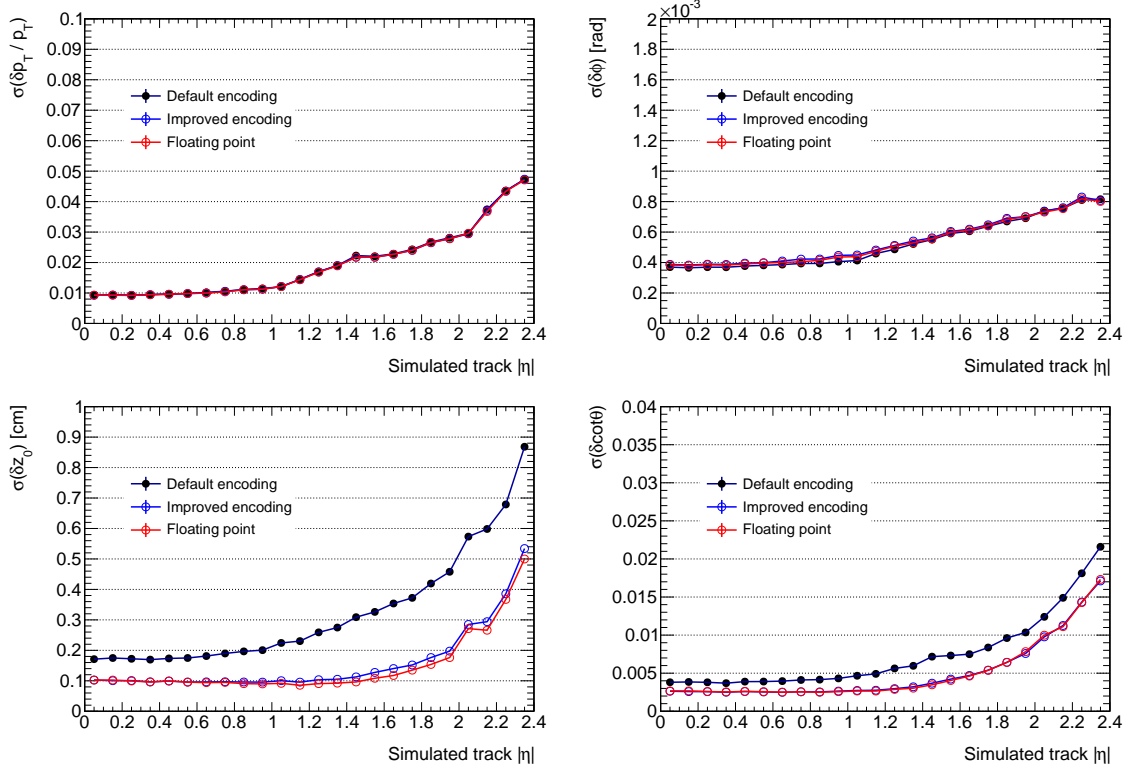 σ(δp_T / p_T)
0.1
0.09
0.08
0.07
0.06
0.05
0.04
0.03
0.02
0.01
0
Default encoding
Improved encoding
Floating point
0 0.2 0.4 0.6 0.8 1 1.2 1.4 1.6 1.8 2 2.2 2.4
Simulated track |η|
×10⁻³
σ(δϕ) [rad]
2
1.8
1.6
1.4
1.2
1
0.8
0.6
0.4
0.2
0
Default encoding
Improved encoding
Floating point
0 0.2 0.4 0.6 0.8 1 1.2 1.4 1.6 1.8 2 2.2 2.4
Simulated track |η|
σ(δz_0) [cm]
1
0.9
0.8
0.7
0.6
0.5
0.4
0.3
0.2
0.1
0
Default encoding
Improved encoding
Floating point
0 0.2 0.4 0.6 0.8 1 1.2 1.4 1.6 1.8 2 2.2 2.4
Simulated track |η|
σ(δcotθ)
0.04
0.035
0.03
0.025
0.02
0.015
0.01
0.005
0
Default encoding
Improved encoding
Floating point
0 0.2 0.4 0.6 0.8 1 1.2 1.4 1.6 1.8 2 2.2 2.4
Simulated track |η|